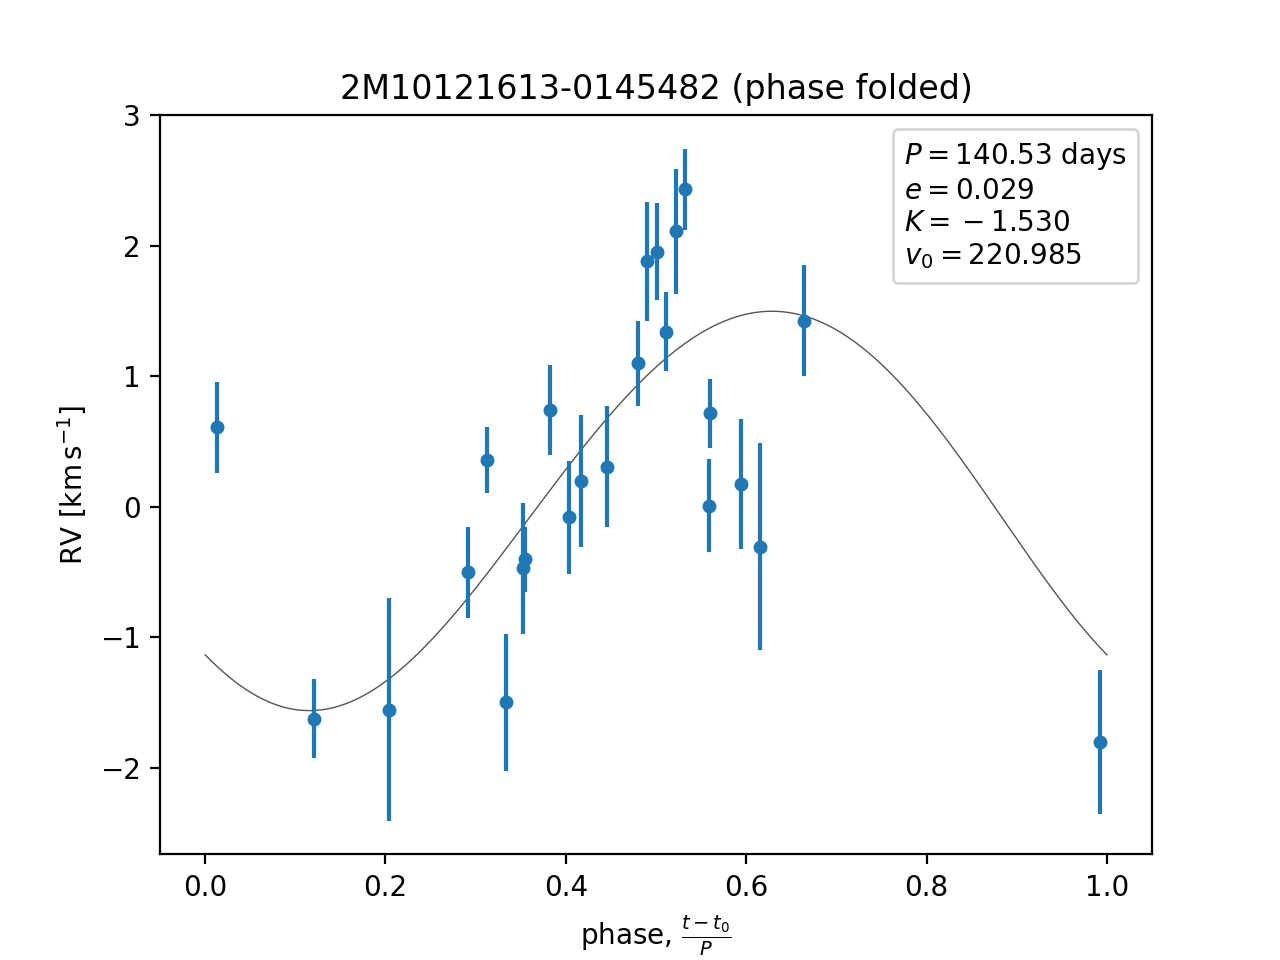 2M10121613-0145482 (phase folded)
P = 140.53 days
e = 0.029
K = −1.530
v₀ = 220.985
3
2
1
0
−1
−2
RV [km s⁻¹]
0.0 0.2 0.4 0.6 0.8 1.0
phase, (t − t₀)/P